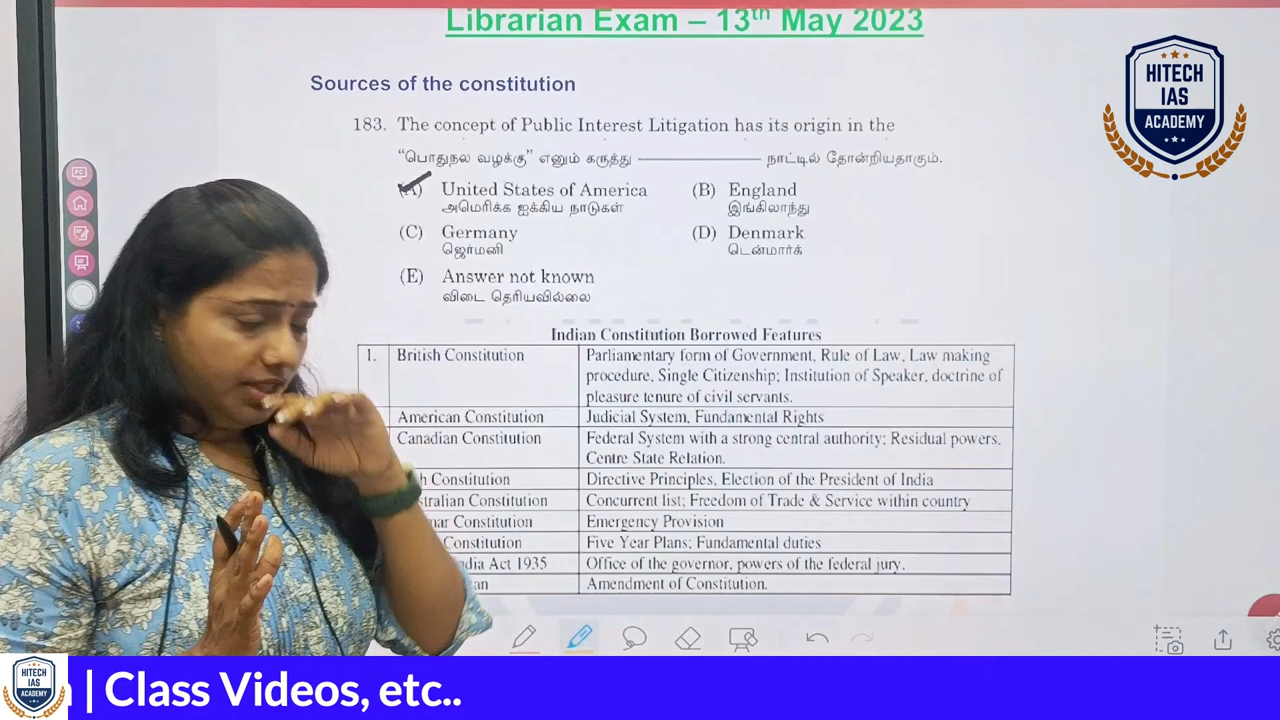 Librarian Exam – 13th May 2023
HITECH
IAS
ACADEMY
Sources of the constitution
183. The concept of Public Interest Litigation has its origin in the
“பொதுநல வழக்கு” எனும் கருத்து ———————— நாட்டில் தோன்றியதாகும்.
(A) United States of America (B) England
அமெரிக்க ஐக்கிய நாடுகள் இங்கிலாந்து
(C) Germany (D) Denmark
ஜெர்மனி டென்மார்க்
(E) Answer not known
விடை தெரியவில்லை
Indian Constitution Borrowed Features
1. British Constitution Parliamentary form of Government, Rule of Law, Law making
procedure, Single Citizenship; Institution of Speaker, doctrine of
pleasure tenure of civil servants.
American Constitution Judicial System, Fundamental Rights
Canadian Constitution Federal System with a strong central authority; Residual powers,
Centre State Relation.
Constitution Directive Principles, Election of the President of India
Constitution Concurrent list; Freedom of Trade & Service within country
Constitution Emergency Provision
Constitution Five Year Plans; Fundamental duties
Act 1935 Office of the governor, powers of the federal jury.
Amendment of Constitution.
HITECH
IAS
ACADEMY
| Class Videos, etc..